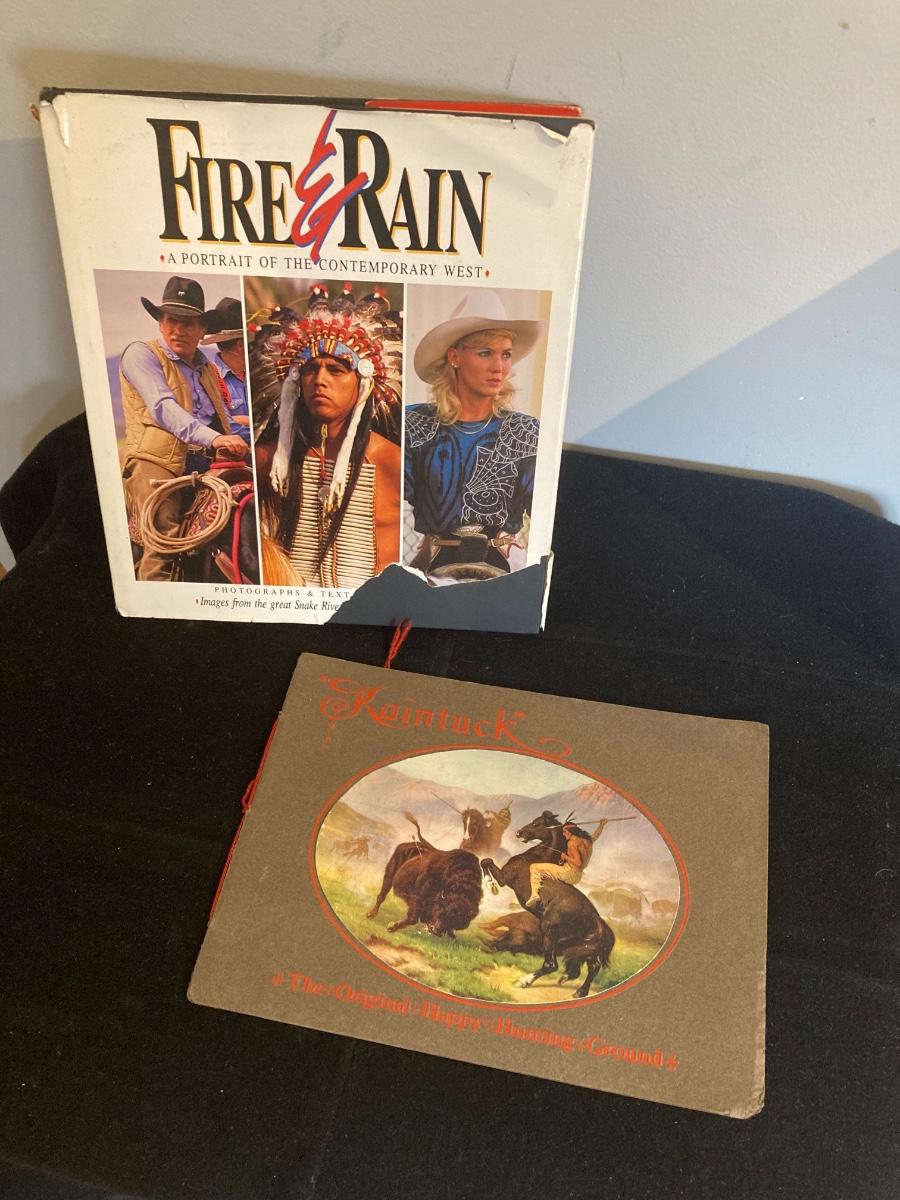 FIRE & RAIN
A PORTRAIT OF THE CONTEMPORARY WEST
PHOTOGRAPHS & TEXT
Images from the great Snake Rive
"Kaintuck"
The Original Happy Hunting Ground